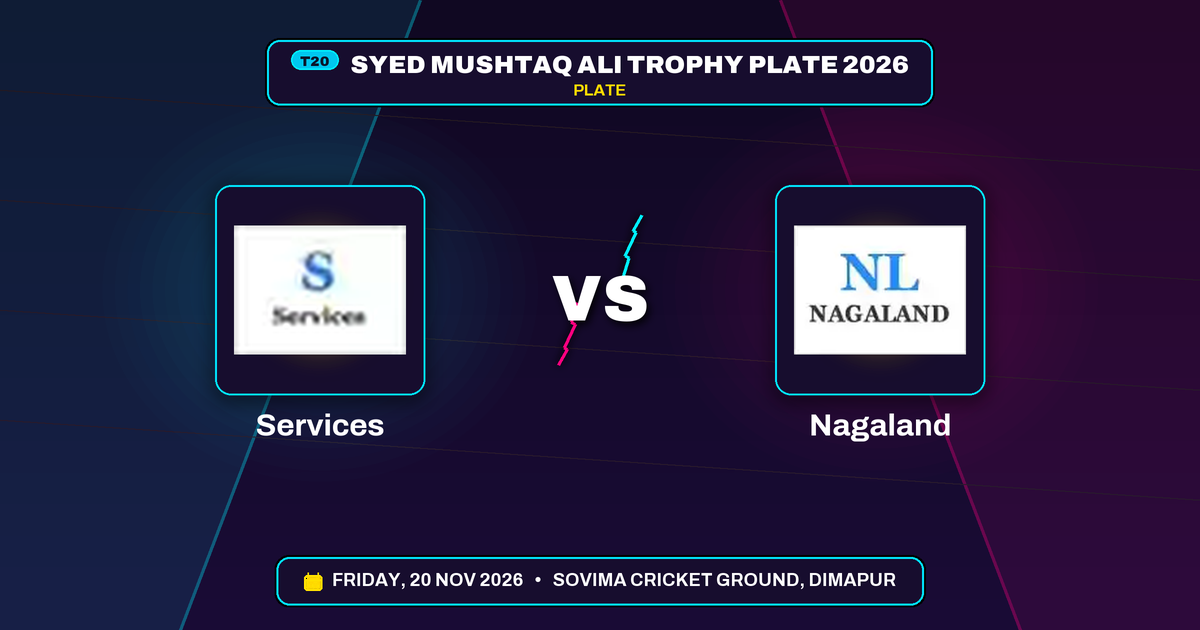 T20 SYED MUSHTAQ ALI TROPHY PLATE 2026
PLATE
S
Services
VS
NL
NAGALAND
Services
Nagaland
FRIDAY, 20 NOV 2026 • SOVIMA CRICKET GROUND, DIMAPUR